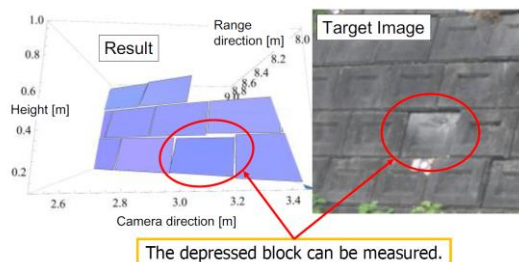 Result
Range
direction [m]
Target Image
1.0
0.8
Height [m]
0.6
0.4
0.2
8.0
8.2
8.4
8.6
8.8
9.0
2.6
2.8
3.0
3.2
3.4
Camera direction [m]
The depressed block can be measured.